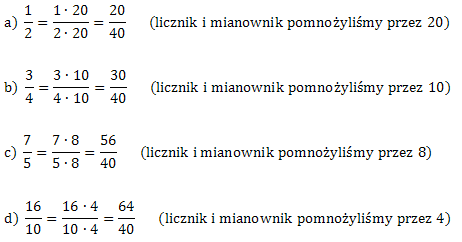 a) 1/2 = 1 · 20/2 · 20 = 20/40 (licznik i mianownik pomnożyliśmy przez 20)
b) 3/4 = 3 · 10/4 · 10 = 30/40 (licznik i mianownik pomnożyliśmy przez 10)
c) 7/5 = 7 · 8/5 · 8 = 56/40 (licznik i mianownik pomnożyliśmy przez 8)
d) 16/10 = 16 · 4/10 · 4 = 64/40 (licznik i mianownik pomnożyliśmy przez 4)